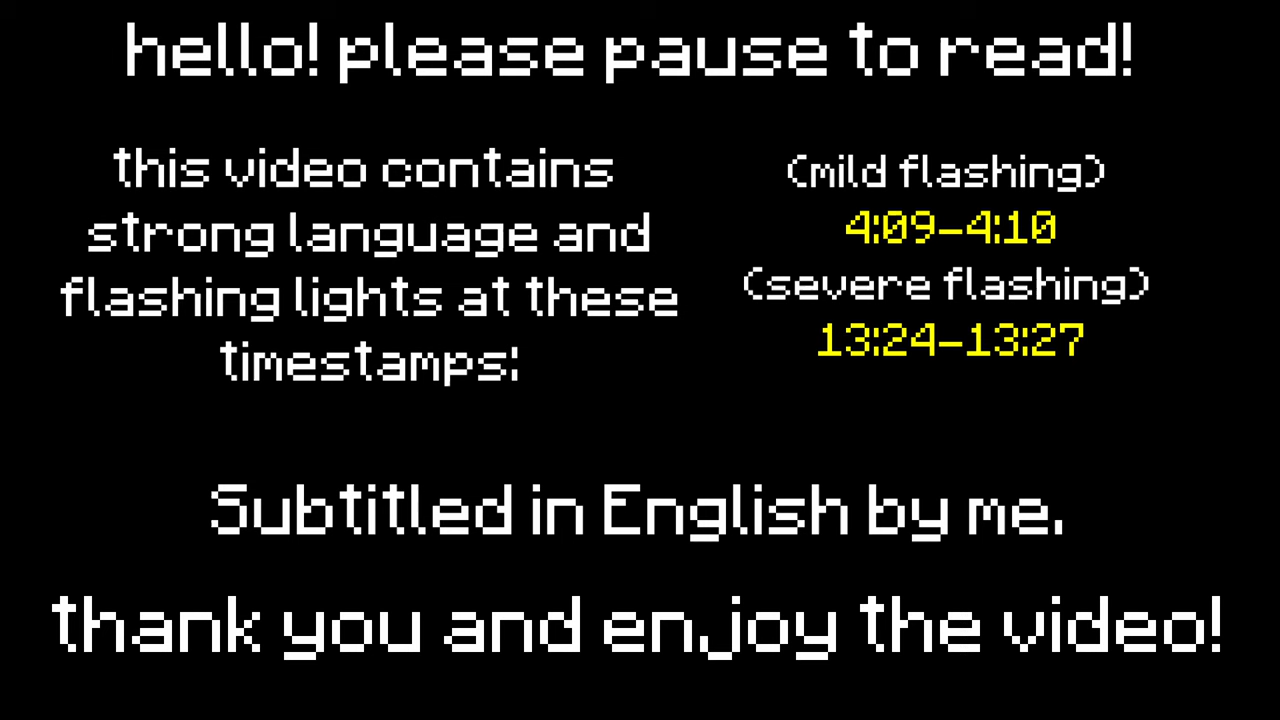 hello! please pause to read!
this video contains
strong language and
flashing lights at these
timestamps:
(mild flashing)
4:09-4:10
(severe flashing)
13:24-13:27
Subtitled in English by me.
thank you and enjoy the video!